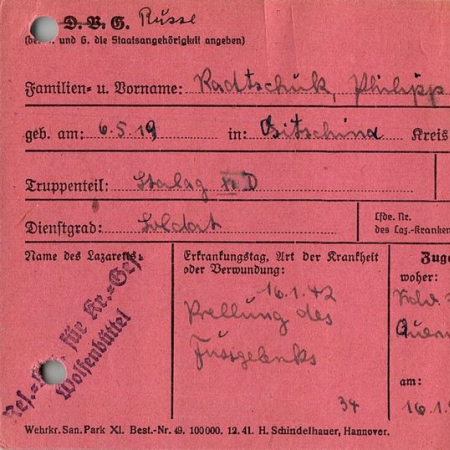 D. B. G. Russe
(bei B. und G. die Staatsangehörigkeit angeben)
Familien- u. Vorname: Radtschuk, Philipp
geb. am: 6.5.19 in: Bitschina Kreis
Truppenteil: Stalag XI D
Dienstgrad: Soldat
Lfde. Nr.
des Laz.-Kranken
Name des Lazaretts:
Res.- für Kr.-Gef.
Wolfenbüttel
Erkrankungstag, Art der Krankheit
oder Verwundung:
16.1.42
Prellung des
Fussgelenks
34
Zuge
woher:
am:
16.1.
Wehrkr. San. Park XI. Best.-Nr. 49. 100000. 12. 41. H. Schindelhauer, Hannover.